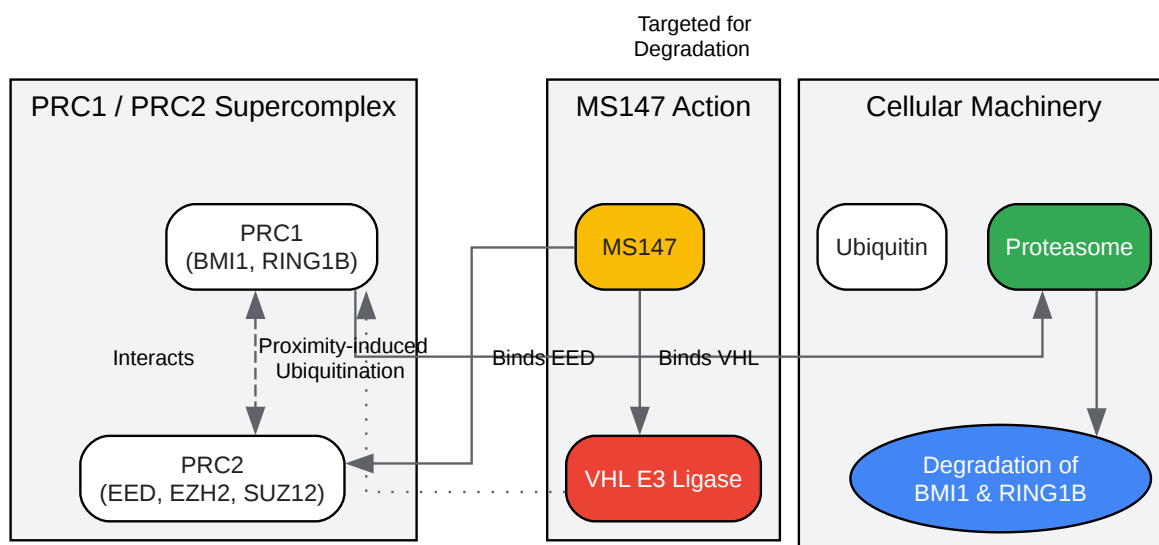 Targeted for
Degradation
PRC1 / PRC2 Supercomplex
MS147 Action
Cellular Machinery
PRC1
(BMI1, RING1B)
MS147
Ubiquitin
Proteasome
Interacts
Proximity-induced
Ubiquitination
Binds EED
Binds VHL
PRC2
(EED, EZH2, SUZ12)
VHL E3 Ligase
Degradation of
BMI1 & RING1B